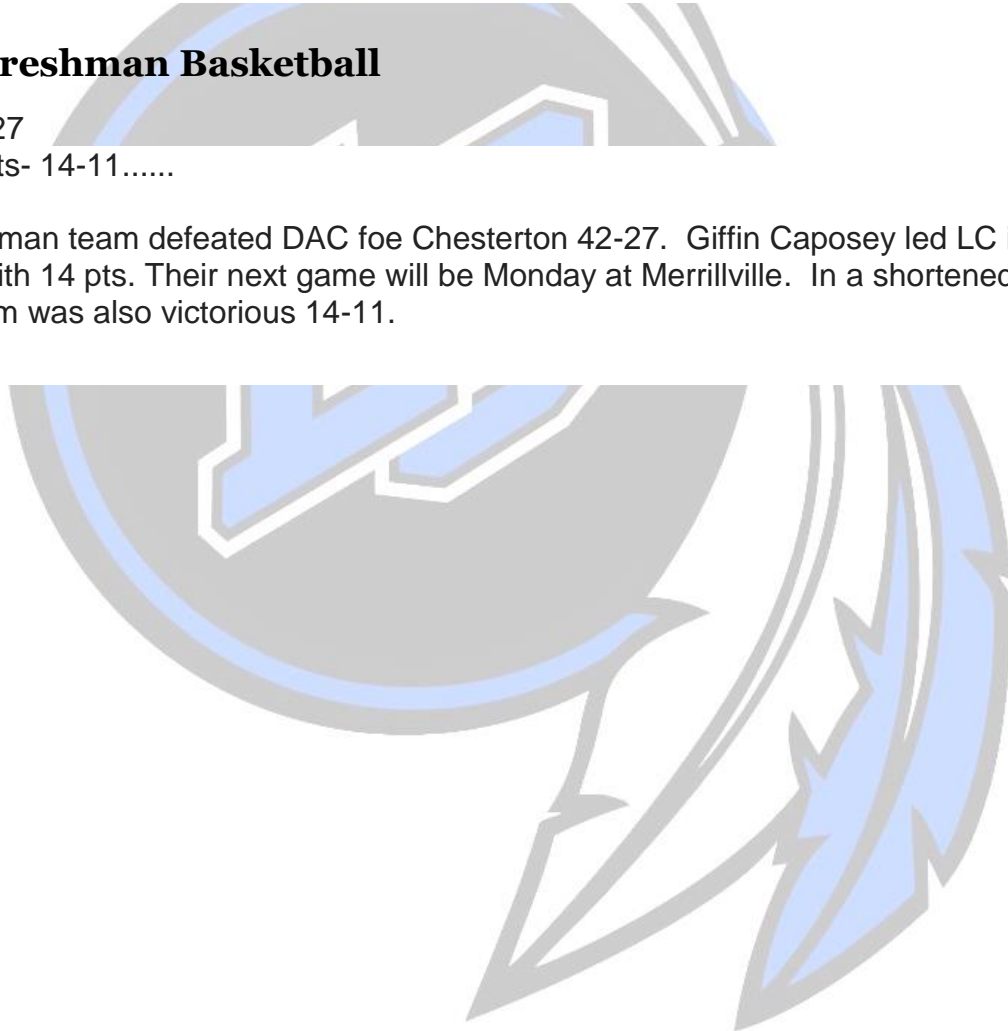 reshman Basketball
27
ts- 14-11......
man team defeated DAC foe Chesterton 42-27.  Giffin Caposey led LC
ith 14 pts. Their next game will be Monday at Merrillville.  In a shortened
m was also victorious 14-11.